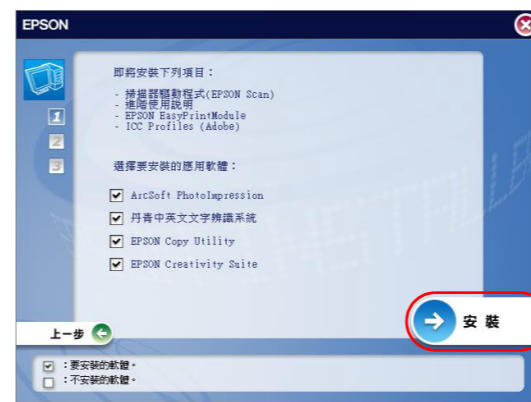 EPSON
即將安裝下列項目：
- 掃描器驅動程式(EPSON Scan)
- 進階使用說明
- EPSON EasyPrintModule
- ICC Profiles (Adobe)
1
2
3
選擇要安裝的應用軟體：
ArcSoft PhotoImpression
丹青中英文文字辨識系統
EPSON Copy Utility
EPSON Creativity Suite
上一步
安裝
：要安裝的軟體。
：不安裝的軟體。